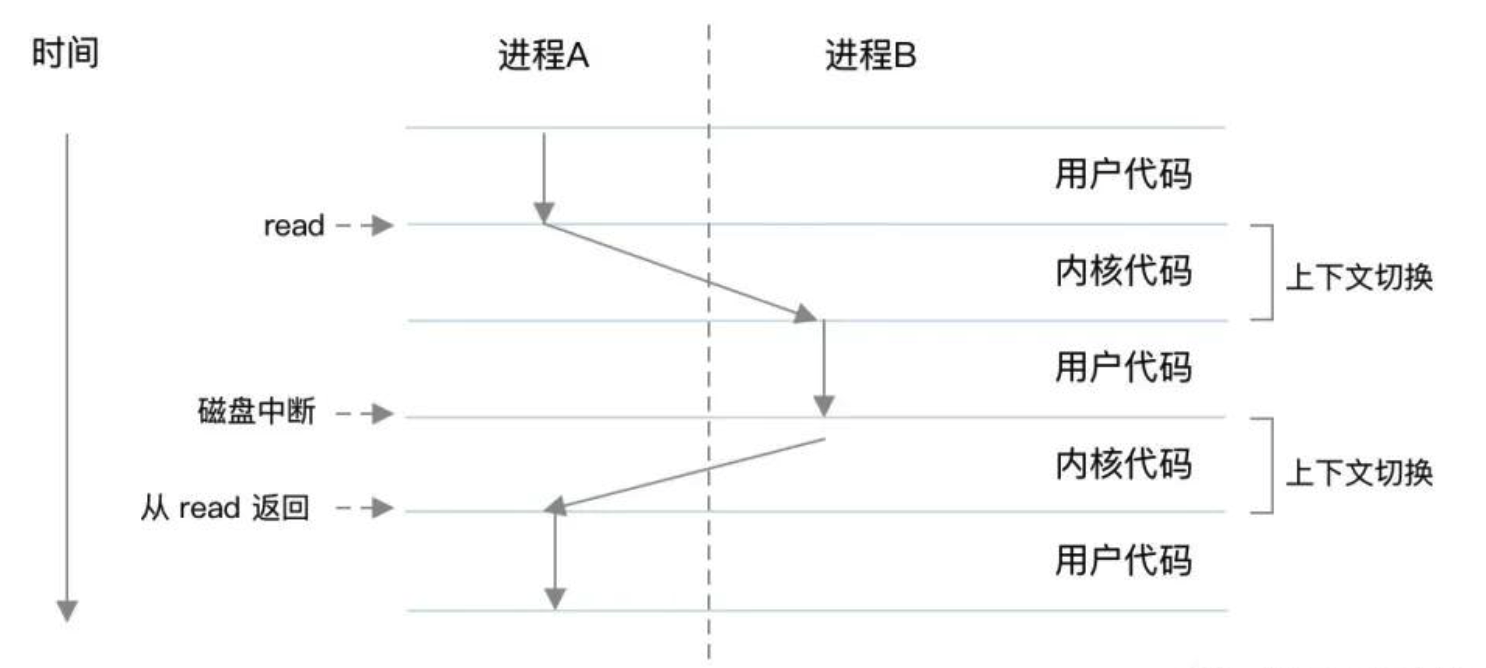 时间
进程A
进程B
用户代码
read
内核代码
上下文切换
用户代码
磁盘中断
内核代码
上下文切换
从 read 返回
用户代码